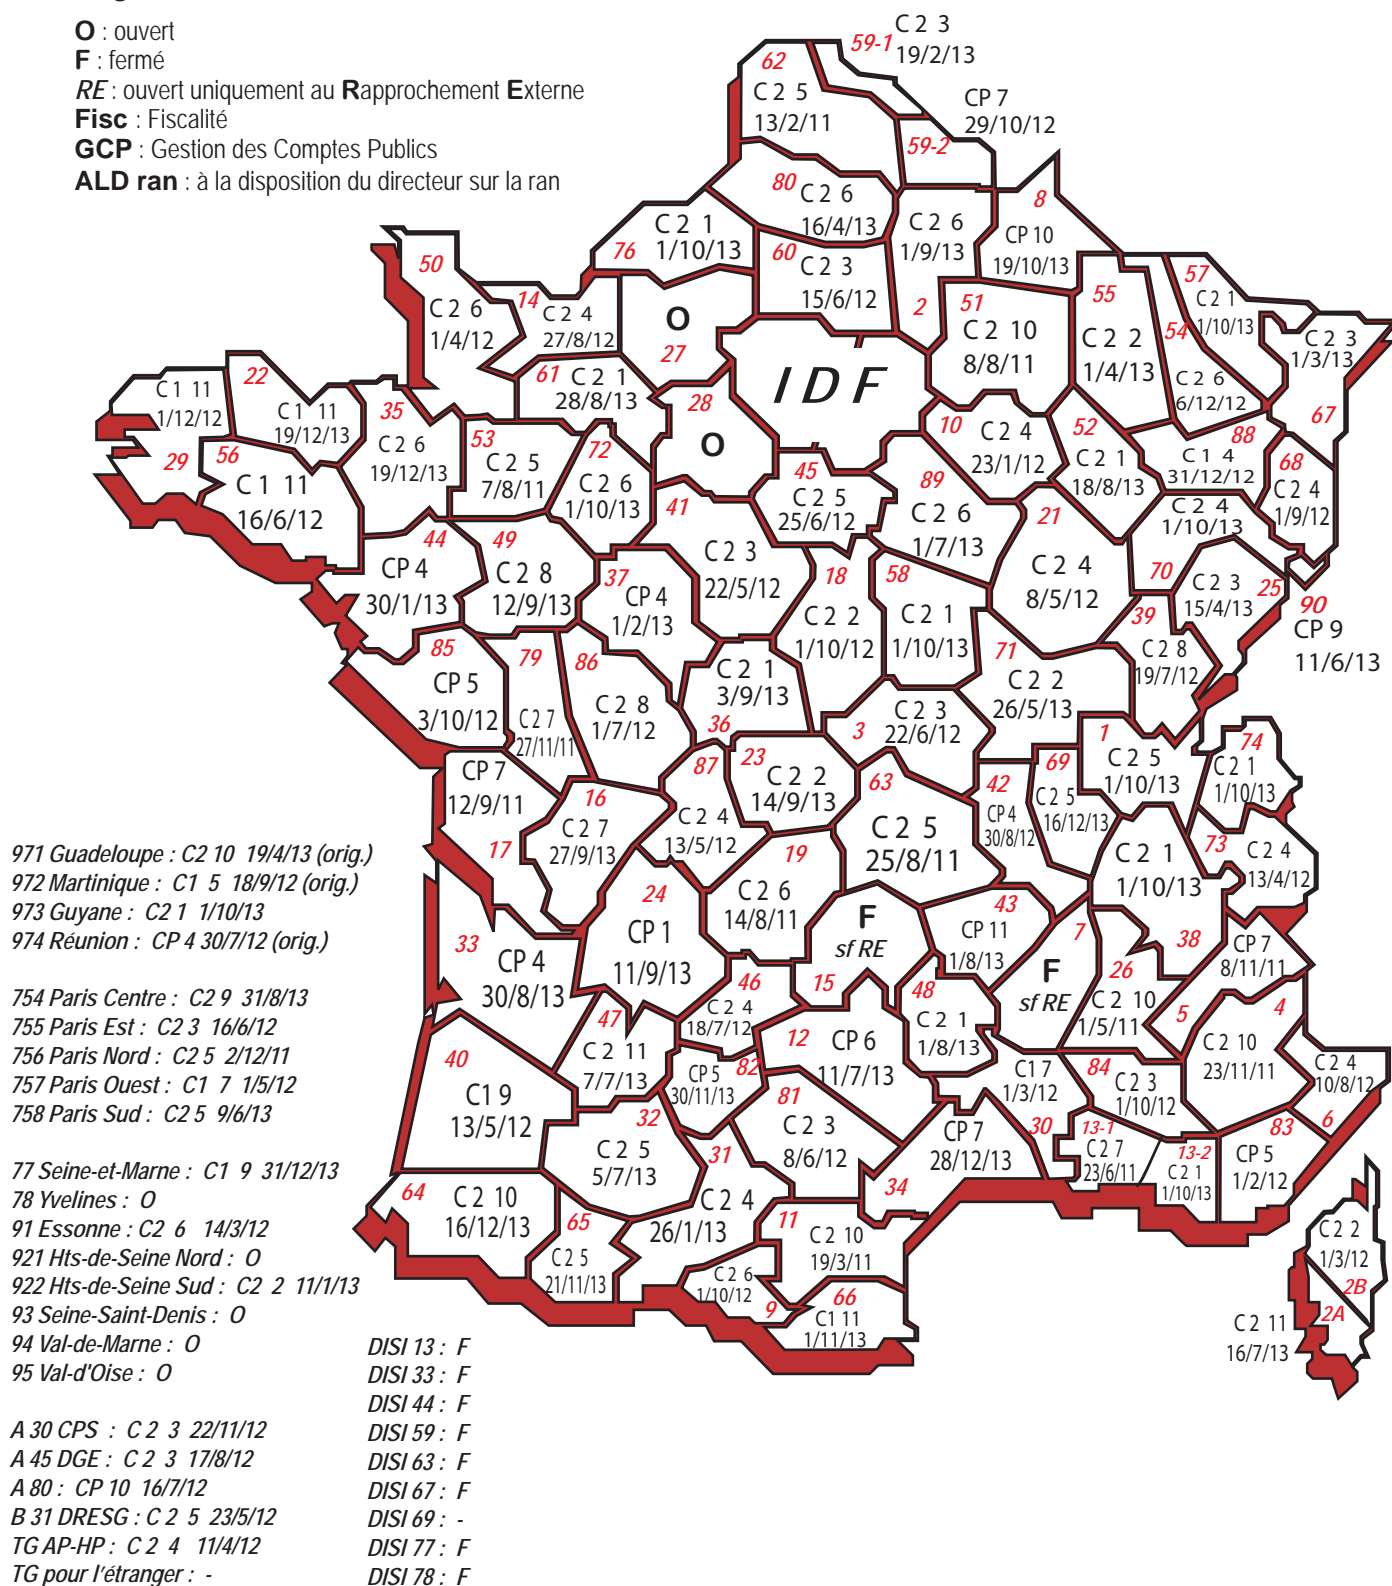 O : ouvert
F : fermé
RE : ouvert uniquement au Rapprochement Externe
Fisc : Fiscalité
GCP : Gestion des Comptes Publics
ALD ran : à la disposition du directeur sur la ran
59-1
C 2 3
19/2/13
62
C 2 5
13/2/11
CP 7
29/10/12
59-2
80
C 2 6
16/4/13
8
CP 10
19/10/13
C 2 6
1/9/13
2
76
C 2 1
1/10/13
60
C 2 3
15/6/12
50
C 2 6
1/4/12
14
C 2 4
27/8/12
O
27
51
C 2 10
8/8/11
55
C 2 2
1/4/13
57
C 2 1
1/10/13
54
C 2 6
6/12/12
C 2 3
1/3/13
67
61
C 2 1
28/8/13
28
O
IDF
C 1 11
1/12/12
29
22
C 1 11
19/12/13
35
C 2 6
19/12/13
53
C 2 5
7/8/11
72
C 2 6
1/10/13
56
C 1 11
16/6/12
45
C 2 5
25/6/12
10
C 2 4
23/1/12
52
C 2 1
18/8/13
88
C 1 4
31/12/12
68
C 2 4
1/9/12
41
C 2 3
22/5/12
89
C 2 6
1/7/13
21
C 2 4
8/5/12
C 2 4
1/10/13
70
44
CP 4
30/1/13
49
C 2 8
12/9/13
37
CP 4
1/2/13
18
C 2 2
1/10/12
58
C 2 1
1/10/13
C 2 3
15/4/13
25
90
CP 9
11/6/13
39
C 2 8
19/7/12
85
CP 5
3/10/12
79
C 2 7
27/11/11
86
C 2 8
1/7/12
C 2 1
3/9/13
36
71
C 2 2
26/5/13
3
C 2 3
22/6/12
1
C 2 5
1/10/13
74
C 2 1
1/10/13
CP 7
12/9/11
17
16
C 2 7
27/9/13
87
C 2 4
13/5/12
23
C 2 2
14/9/13
63
C 2 5
25/8/11
42
CP 4
30/8/12
69
C 2 5
16/12/13
C 2 1
1/10/13
38
73
C 2 4
13/4/12
971 Guadeloupe : C2 10 19/4/13 (orig.)
972 Martinique : C1 5 18/9/12 (orig.)
973 Guyane : C2 1 1/10/13
974 Réunion : CP 4 30/7/12 (orig.)
24
CP 1
11/9/13
19
C 2 6
14/8/11
F
sf RE
15
43
CP 11
1/8/13
7
F
sf RE
26
C 2 10
1/5/11
CP 7
8/11/11
5
33
CP 4
30/8/13
46
C 2 4
18/7/12
48
C 2 1
1/8/13
4
C 2 10
23/11/11
754 Paris Centre : C2 9 31/8/13
755 Paris Est : C2 3 16/6/12
756 Paris Nord : C2 5 2/12/11
757 Paris Ouest : C1 7 1/5/12
758 Paris Sud : C2 5 9/6/13
40
C1 9
13/5/12
47
C 2 11
7/7/13
82
CP 5
30/11/13
12
CP 6
11/7/13
C1 7
1/3/12
30
84
C 2 3
1/10/12
C 2 4
10/8/12
6
32
C 2 5
5/7/13
81
C 2 3
8/6/12
CP 7
28/12/13
34
13-1
C 2 7
23/6/11
13-2
C 2 1
1/10/13
83
CP 5
1/2/12
77 Seine-et-Marne : C1 9 31/12/13
78 Yvelines : O
91 Essonne : C2 6 14/3/12
921 Hts-de-Seine Nord : O
922 Hts-de-Seine Sud : C2 2 11/1/13
93 Seine-Saint-Denis : O
94 Val-de-Marne : O
95 Val-d'Oise : O
64
C 2 10
16/12/13
65
C 2 5
21/11/13
31
C 2 4
26/1/13
11
C 2 10
19/3/11
C 2 6
1/10/12
9
66
C1 11
1/11/13
C 2 2
1/3/12
2B
2A
C 2 11
16/7/13
A 30 CPS : C 2 3 22/11/12
A 45 DGE : C 2 3 17/8/12
A 80 : CP 10 16/7/12
B 31 DRESG : C 2 5 23/5/12
TG AP-HP : C 2 4 11/4/12
TG pour l'étranger : -
DISI 13 : F
DISI 33 : F
DISI 44 : F
DISI 59 : F
DISI 63 : F
DISI 67 : F
DISI 69 : -
DISI 77 : F
DISI 78 : F